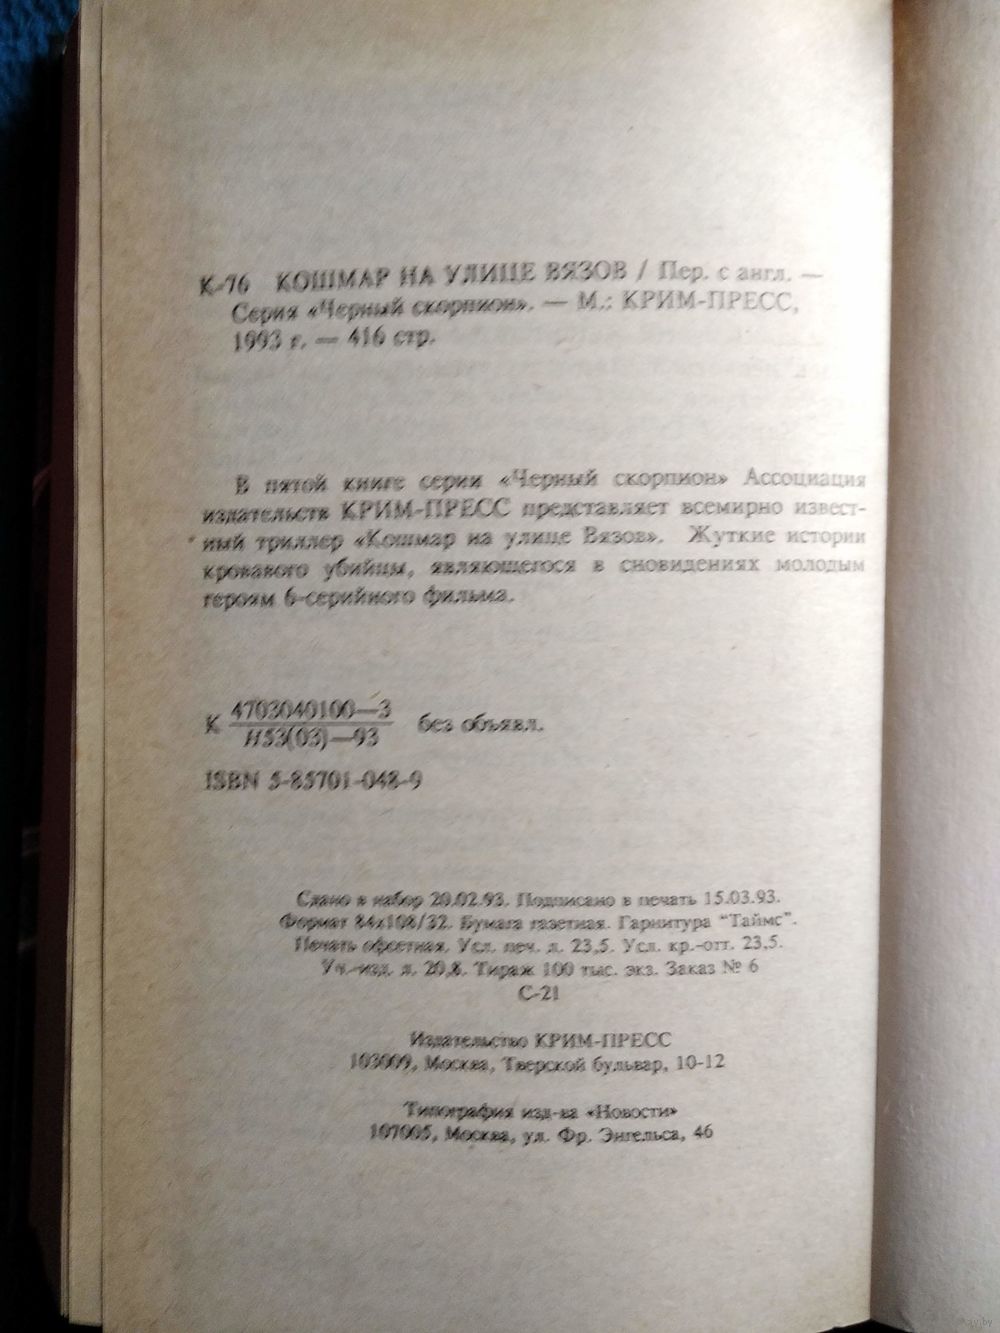 К-76 КОШМАР НА УЛИЦЕ ВЯЗОВ / Пер. с англ. —
Серия «Черный скорпион». — М.: КРИМ-ПРЕСС,
1993 г. — 416 стр.
В пятой книге серии «Черный скорпион» Ассоциация
издательств КРИМ-ПРЕСС представляет всемирно извест-
ный триллер «Кошмар на улице Вязов». Жуткие истории
кровавого убийцы, являющегося в сновидениях молодым
героям 6-серийного фильма.
К 4703040100—3 без объявл.
Н53(03)—93
ISBN 5-85701-048-9
Сдано в набор 20.02.93. Подписано в печать 15.03.93.
Формат 84x108/32. Бумага газетная. Гарнитура "Таймс".
Печать офсетная. Усл. печ. л. 23,5. Усл. кр.-отт. 23,5.
Уч.-изд. л. 20,8. Тираж 100 тыс. экз. Заказ № 6
С-21
Издательство КРИМ-ПРЕСС
103009, Москва, Тверской бульвар, 10-12
Типография изд-ва «Новости»
107005, Москва, ул. Фр. Энгельса, 46